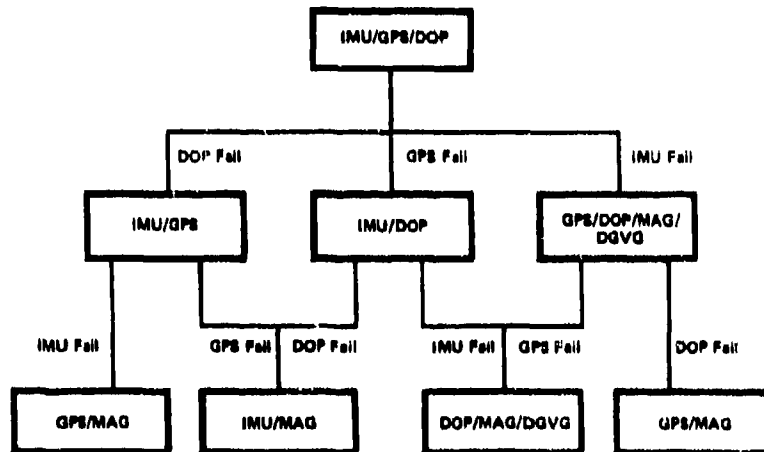 IMU/GPS/DOP
DOP Fail
GPS Fail
IMU Fail
IMU/GPS
IMU/DOP
GPS/DOP/MAG/
DGVG
IMU Fail
GPS Fail
DOP Fail
IMU Fail
GPS Fail
DOP Fail
GPS/MAG
IMU/MAG
DOP/MAG/DGVG
GPS/MAG